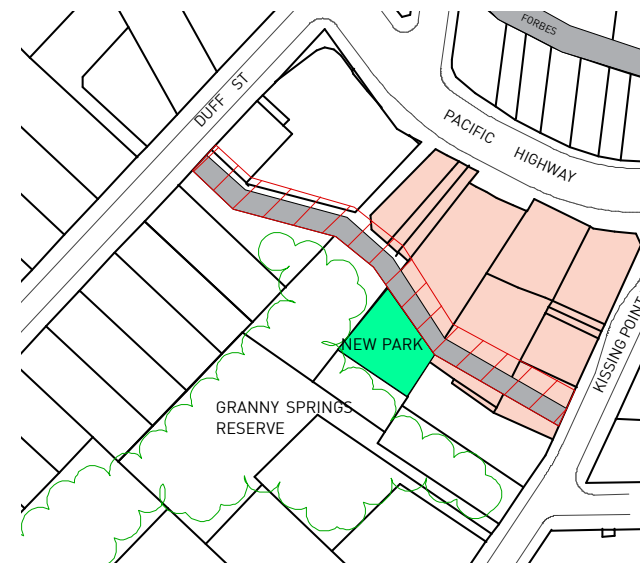 FORBES
DUFF ST
PACIFIC HIGHWAY
KISSING POINT
NEW PARK
GRANNY SPRINGS
RESERVE